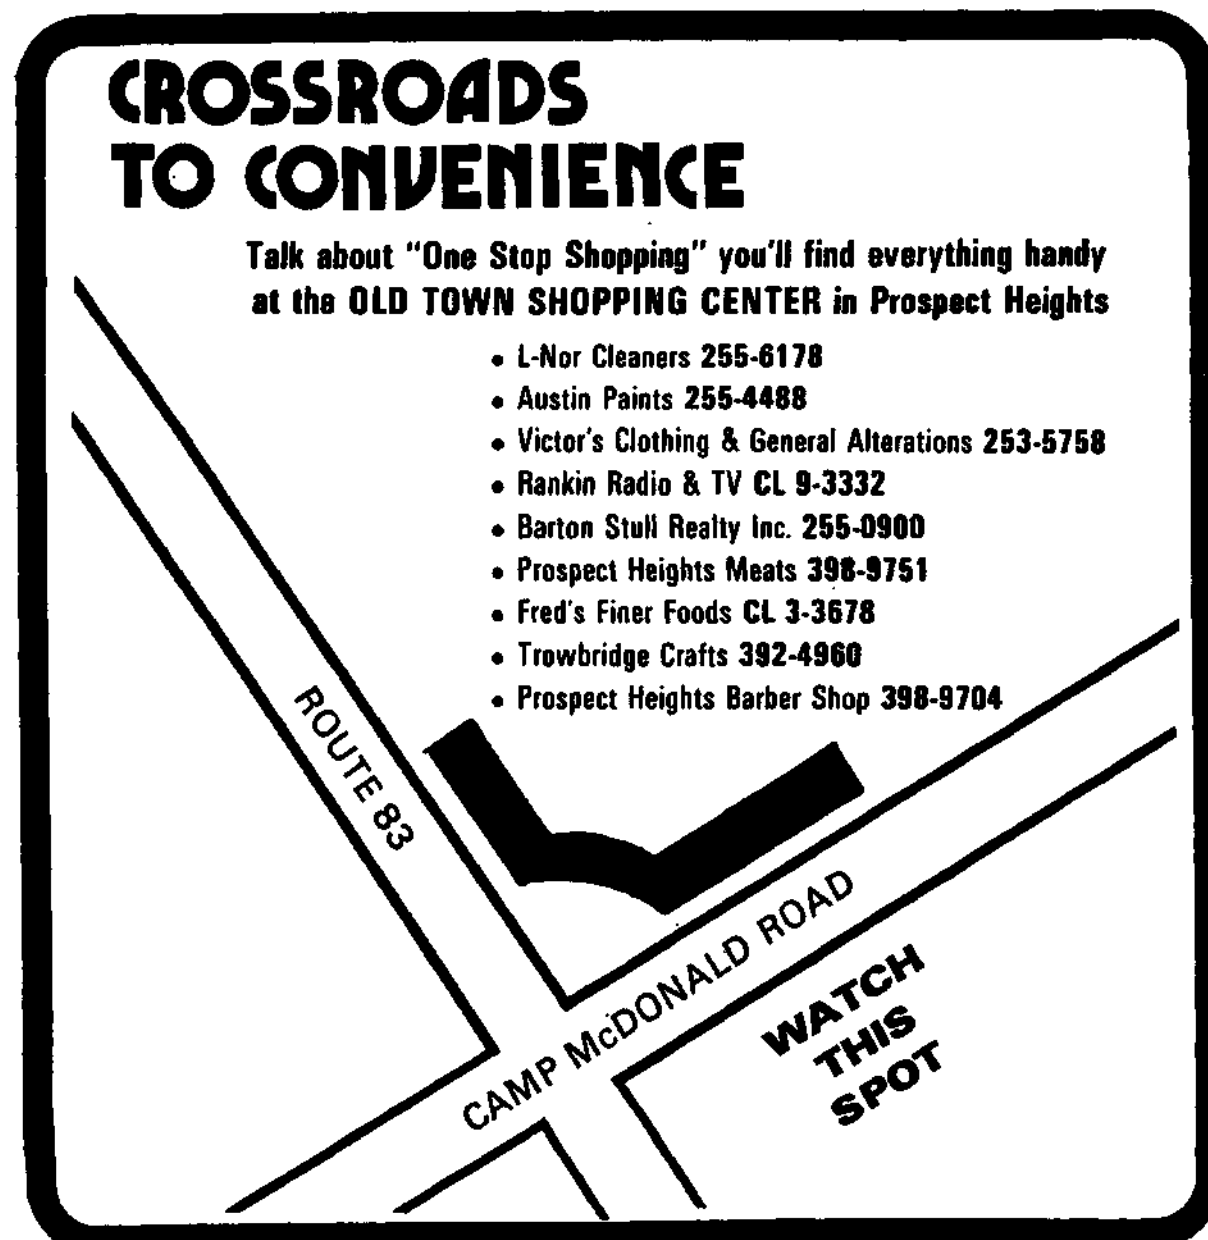 CROSSROADS
TO CONVENIENCE
Talk about "One Stop Shopping" you'll find everything handy
at the OLD TOWN SHOPPING CENTER in Prospect Heights
• L-Nor Cleaners 255-6178
• Austin Paints 255-4488
• Victor's Clothing & General Alterations 253-5758
• Rankin Radio & TV CL 9-3332
• Barton Stull Realty Inc. 255-0900
• Prospect Heights Meats 398-9751
• Fred's Finer Foods CL 3-3678
• Trowbridge Crafts 392-4960
• Prospect Heights Barber Shop 398-9704
ROUTE 83
CAMP McDONALD ROAD
WATCH
THIS
SPOT